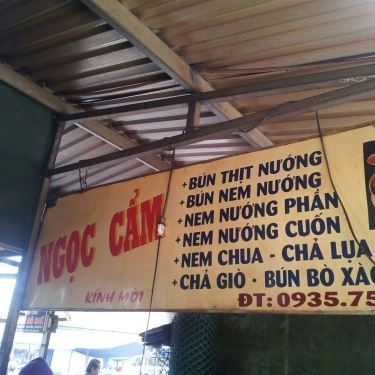 NGỌC CẨM
KÍNH MỜI
+ BÚN THỊT NƯỚNG
+ BÚN NEM NƯỚNG
+ NEM NƯỚNG PHẦN
+ NEM NƯỚNG CUỐN
+ NEM CHUA - CHẢ LỤA
+ CHẢ GIÒ - BÚN BÒ XÀO
ĐT: 0935.75